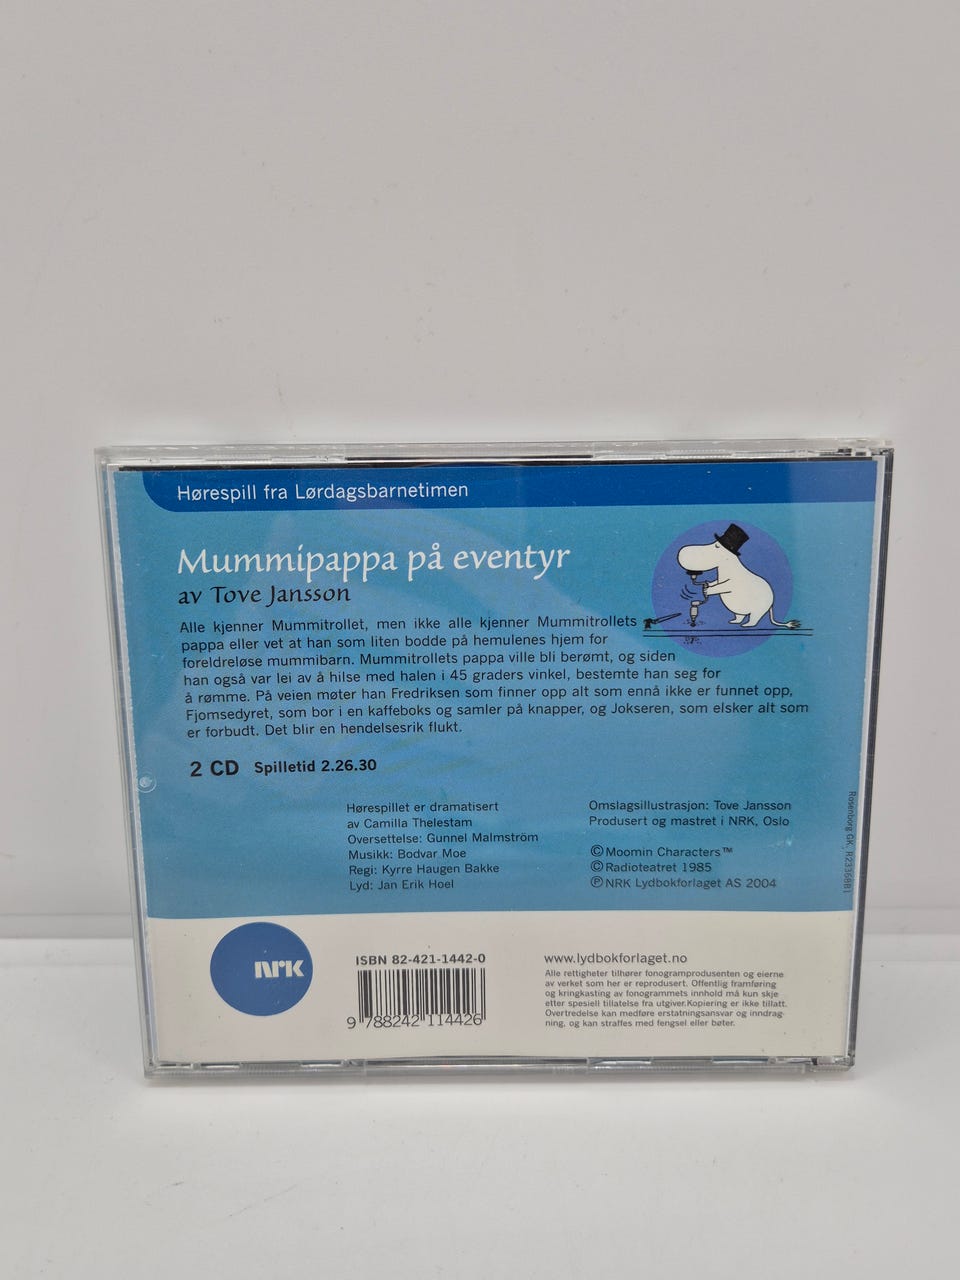 Hørespill fra Lørdagsbarnetimen
Mummipappa på eventyr
av Tove Jansson
Alle kjenner Mummitrollet, men ikke alle kjenner Mummitrollets
pappa eller vet at han som liten bodde på hemulenes hjem for
foreldreløse mummibarn. Mummitrollets pappa ville bli berømt, og siden
han også var lei av å hilse med halen i 45 graders vinkel, bestemte han seg for
å rømme. På veien møter han Fredriksen som finner opp alt som ennå ikke er funnet opp,
Fjomsedyret, som bor i en kaffeboks og samler på knapper, og Jokseren, som elsker alt som
er forbudt. Det blir en hendelsesrik flukt.
2 CD Spilletid 2.26.30
Hørespillet er dramatisert
av Camilla Thelestam
Oversettelse: Gunnel Malmström
Musikk: Bodvar Moe
Regi: Kyrre Haugen Bakke
Lyd: Jan Erik Hoel
Omslagsillustrasjon: Tove Jansson
Produsert og mastret i NRK, Oslo
©Moomin Characters™
©Radioteatret 1985
℗NRK Lydbokforlaget AS 2004
Rosenborg GK, R23368B1
NRK
ISBN 82-421-1442-0
9 788242 114426
www.lydbokforlaget.no
Alle rettigheter tilhører fonogramprodusenten og eierne
av verket som her er reprodusert. Offentlig framføring
og kringkasting av fonogrammets innhold må kun skje
etter spesiell tillatelse fra utgiver.Kopiering er ikke tillatt.
Overtredelse kan medføre erstatningsansvar og inndrag-
ning, og kan straffes med fengsel eller bøter.